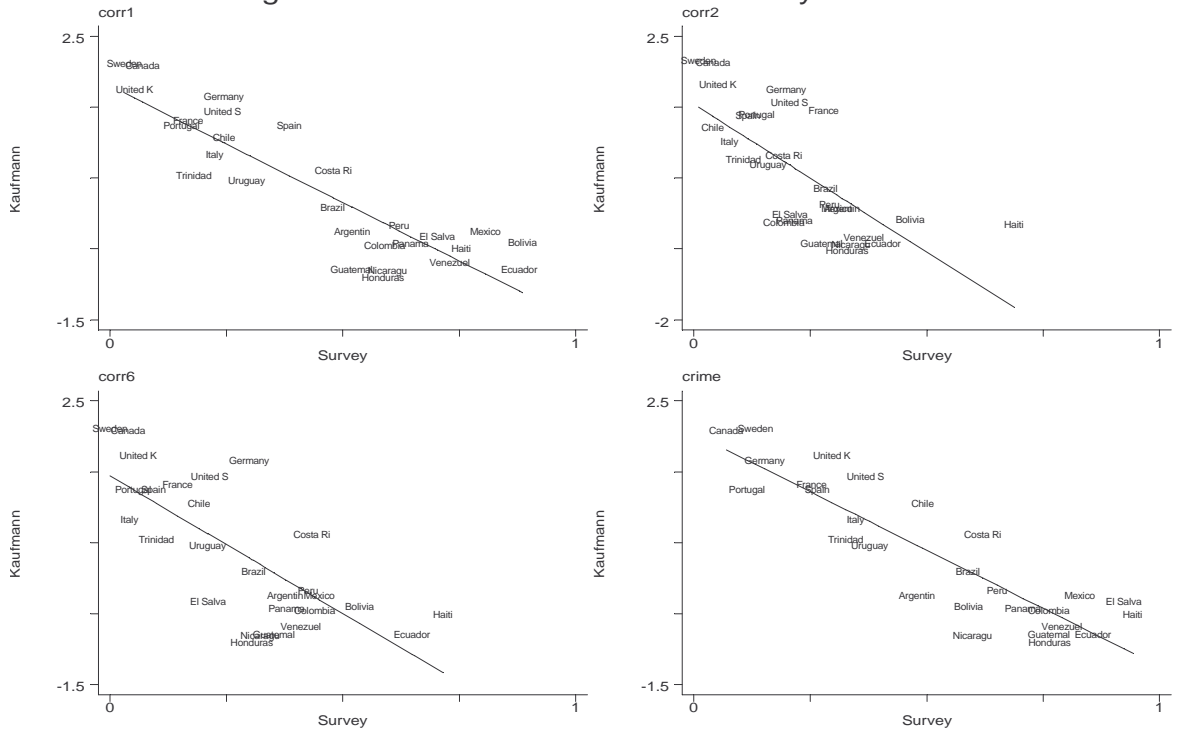 corr1
2.5
Sweden
Canada
United K
Germany
United S
France
Portugal
Spain
Chile
Italy
Trinidad
Uruguay
Costa Ri
Brazil
Peru
Argentin
El Salva
Mexico
Colombia
Panama
Haiti
Bolivia
Venezuel
Guatemal
Nicaragu
Honduras
Ecuador
Kaufmann
-1.5
0
1
Survey
corr2
2.5
Sweden
Canada
United K
Germany
United S
France
Spain
Portugal
Chile
Italy
Trinidad
Costa Ri
Uruguay
Brazil
Peru
Mexico
Argentin
El Salva
Panama
Colombia
Bolivia
Haiti
Venezuel
Guatemal
Nicaragu
Ecuador
Honduras
Kaufmann
-2
0
1
Survey
corr6
2.5
Sweden
Canada
United K
Germany
United S
France
Portugal
Spain
Chile
Italy
Trinidad
Uruguay
Costa Ri
Brazil
Peru
Argentin
Mexico
El Salva
Panama
Colombia
Bolivia
Haiti
Venezuel
Nicaragu
Guatemal
Honduras
Ecuador
Kaufmann
-1.5
0
1
Survey
crime
2.5
Canada
Sweden
Germany
United K
United S
Portugal
France
Spain
Chile
Italy
Trinidad
Uruguay
Costa Ri
Brazil
Peru
Argentin
Mexico
El Salva
Bolivia
Panama
Colombia
Haiti
Venezuel
Nicaragu
Guatemal
Ecuador
Honduras
Kaufmann
-1.5
0
1
Survey